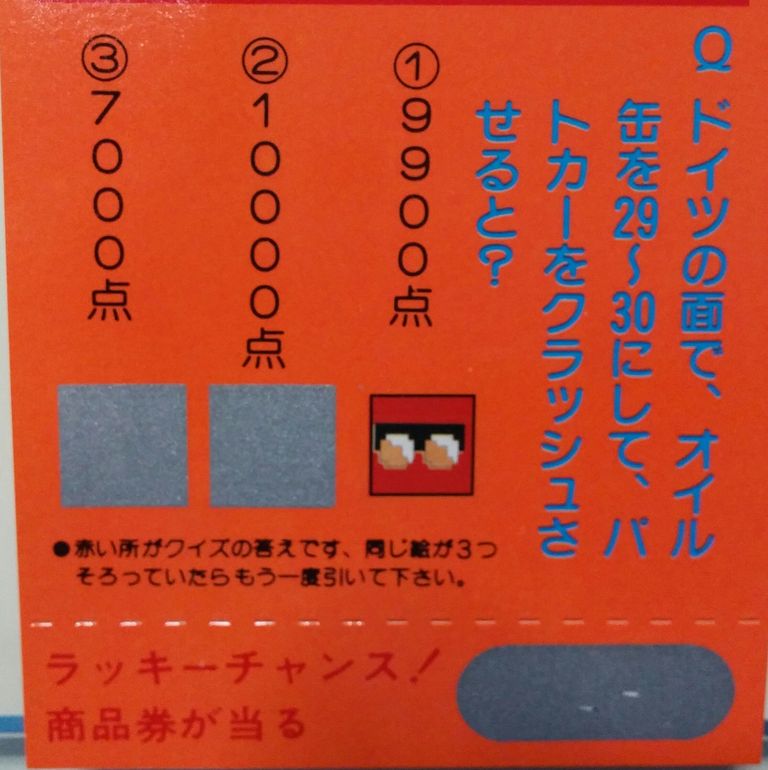 Q ドイツの面で、オイル
缶を29〜30にして、パ
トカーをクラッシュさ
せると？
①9900点
②10000点
③7000点
●赤い所がクイズの答えです、同じ絵が3つ
そろっていたらもう一度引いて下さい。
ラッキーチャンス！
商品券が当る